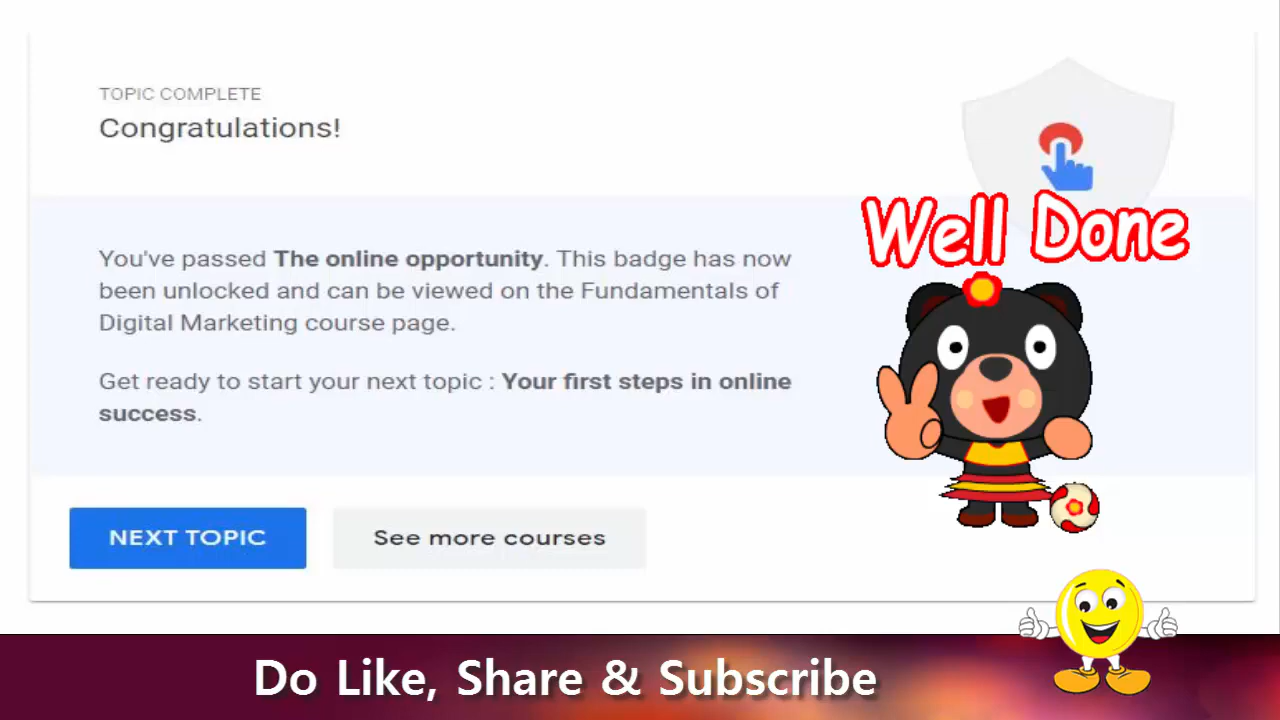 TOPIC COMPLETE
Congratulations!
Well Done
You've passed The online opportunity. This badge has now
been unlocked and can be viewed on the Fundamentals of
Digital Marketing course page.
Get ready to start your next topic : Your first steps in online
success.
NEXT TOPIC
See more courses
Do Like, Share & Subscribe